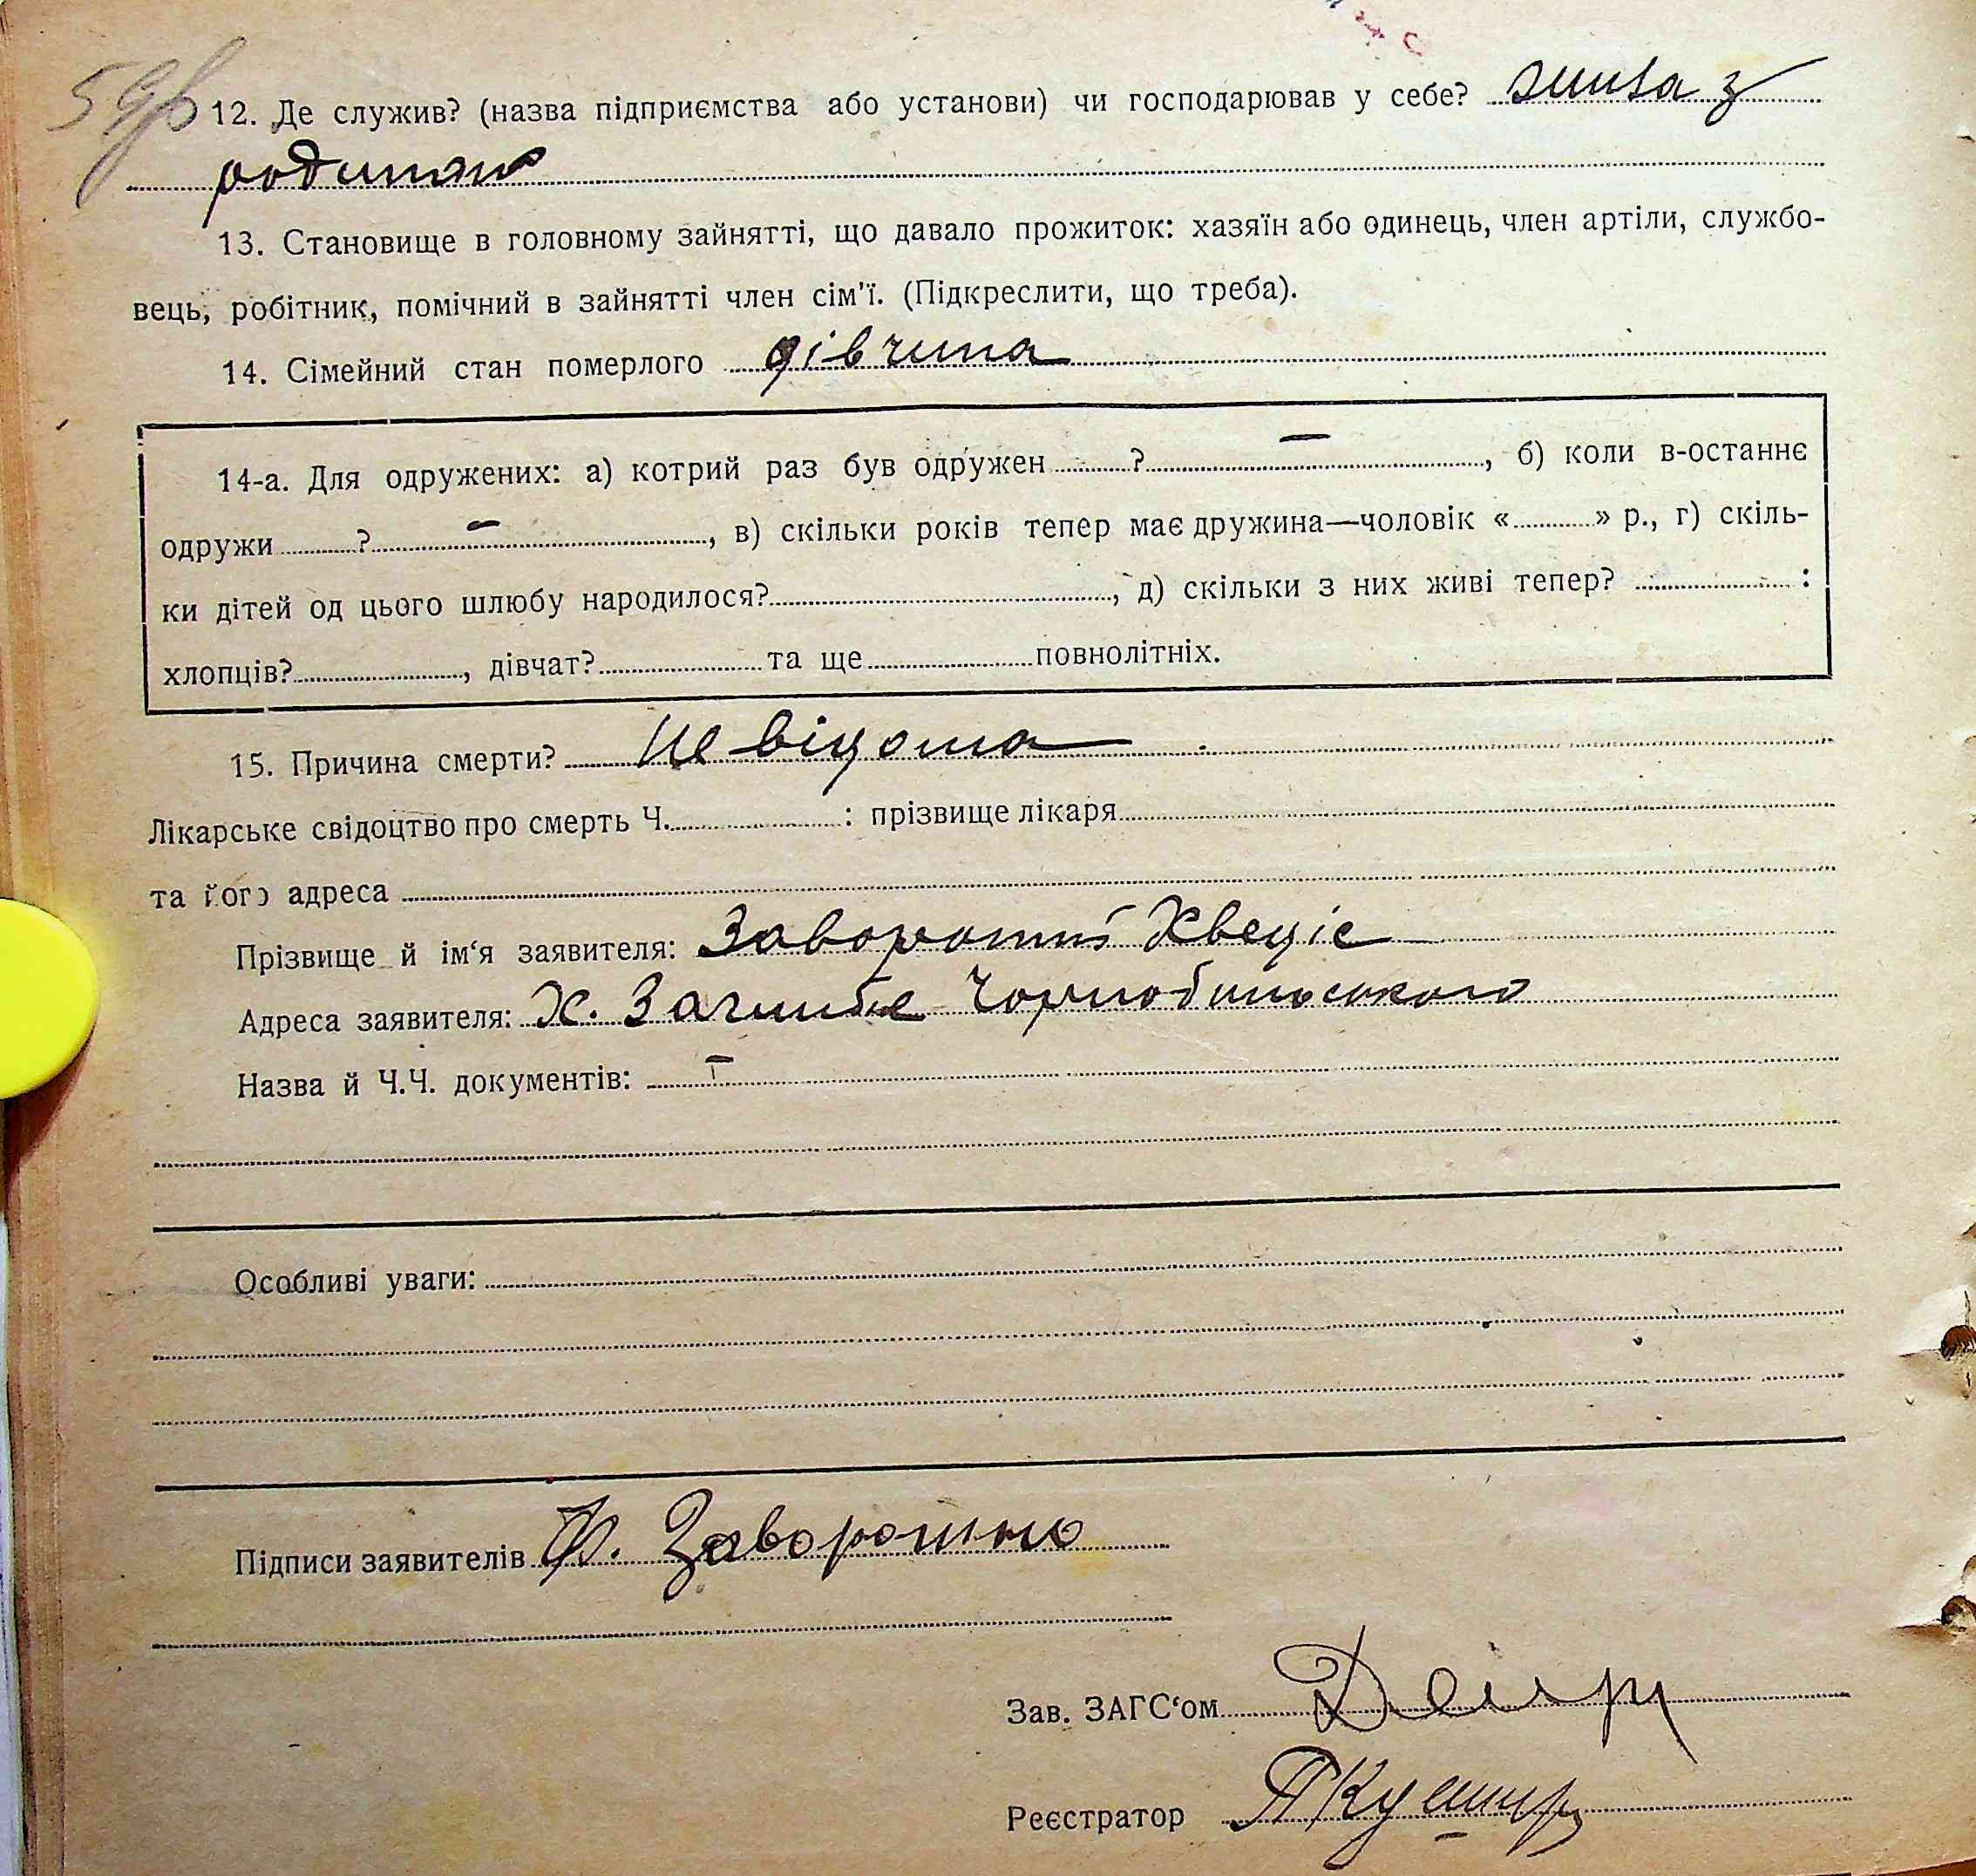 59
12. Де служив? (назва підприємства або установи) чи господарював у себе? жила з
родиною
13. Становище в головному зайнятті, що давало прожиток: хазяїн або одинець, член артіли, службо-
вець, робітник, помічний в зайнятті член сім'ї. (Підкреслити, що треба).
14. Сімейний стан померлого дівчина
14-а. Для одружених: а) котрий раз був одружен ? —, б) коли в-останнє
одружи ? —, в) скільки років тепер має дружина—чоловік « » р., г) скіль-
ки дітей од цього шлюбу народилося? , д) скільки з них живі тепер? :
хлопців? , дівчат? та ще повнолітніх.
15. Причина смерти? Не відома
Лікарське свідоцтво про смерть Ч. : прізвище лікаря
та його адреса
Прізвище й ім‘я заявителя: Заворотній
Адреса заявителя: Х. Чорнобильського
Назва й Ч.Ч. документів: —
Особливі уваги:
Підписи заявителів Ф. Заворотню
Зав. ЗАГС‘ом
Реєстратор